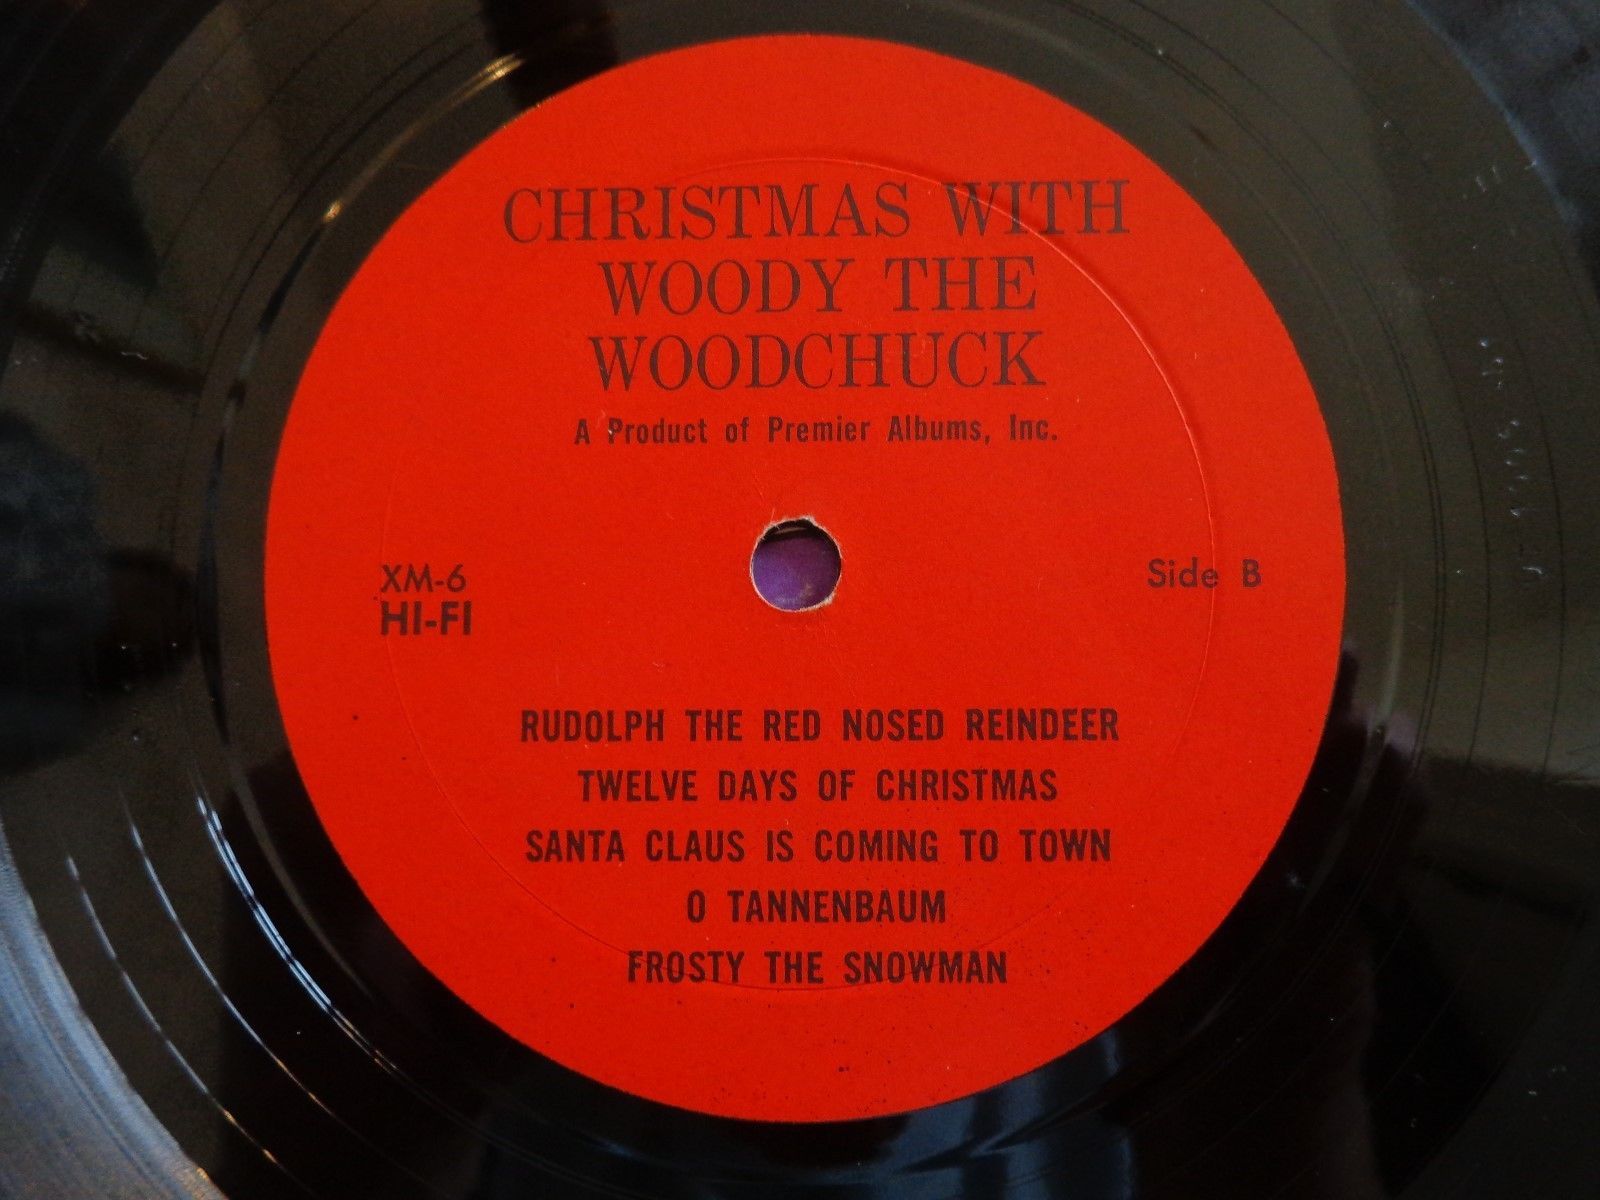 CHRISTMAS WITH
WOODY THE
WOODCHUCK
A Product of Premier Albums, Inc.
XM-6
HI-FI
Side B
RUDOLPH THE RED NOSED REINDEER
TWELVE DAYS OF CHRISTMAS
SANTA CLAUS IS COMING TO TOWN
O TANNENBAUM
FROSTY THE SNOWMAN